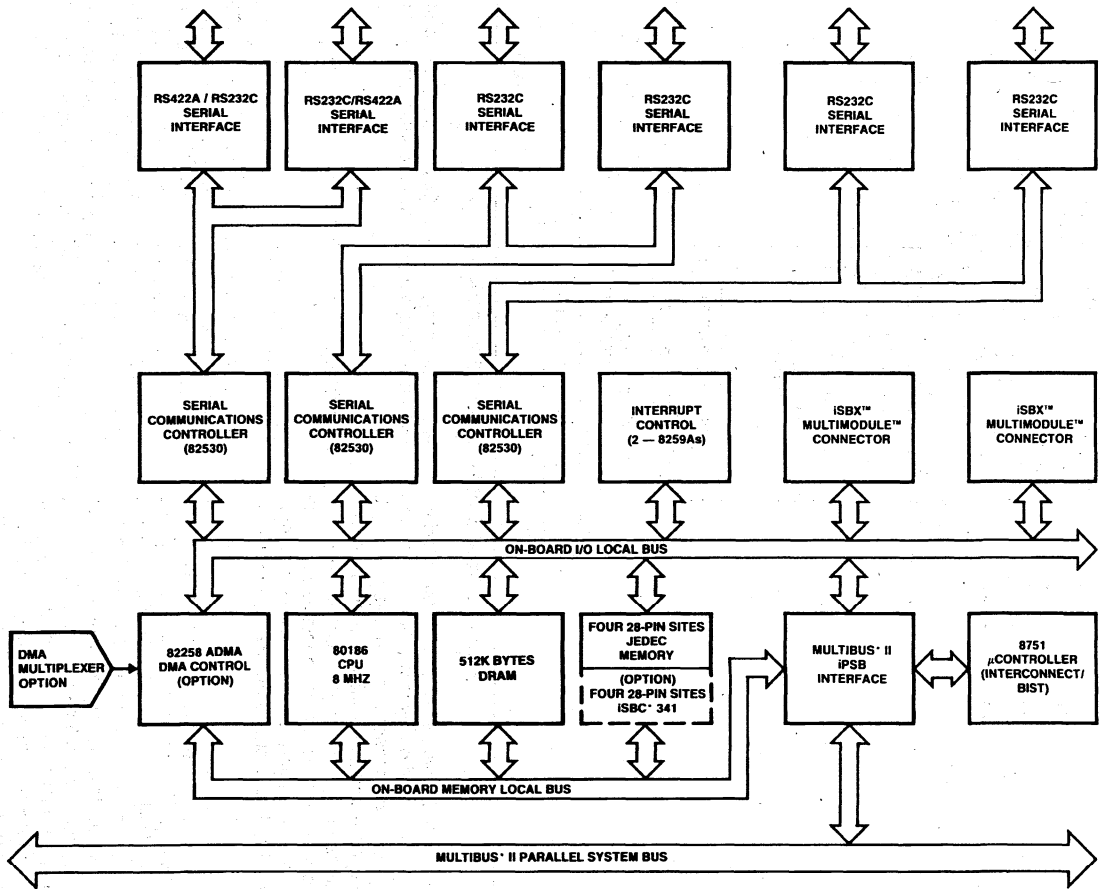 RS422A / RS232C
SERIAL
INTERFACE
RS232C/RS422A
SERIAL
INTERFACE
RS232C
SERIAL
INTERFACE
RS232C
SERIAL
INTERFACE
RS232C
SERIAL
INTERFACE
RS232C
SERIAL
INTERFACE
SERIAL
COMMUNICATIONS
CONTROLLER
(82530)
SERIAL
COMMUNICATIONS
CONTROLLER
(82530)
SERIAL
COMMUNICATIONS
CONTROLLER
(82530)
INTERRUPT
CONTROL
(2 — 8259As)
iSBX™
MULTIMODULE™
CONNECTOR
iSBX™
MULTIMODULE™
CONNECTOR
ON-BOARD I/O LOCAL BUS
DMA
MULTIPLEXER
OPTION
82258 ADMA
DMA CONTROL
(OPTION)
80186
CPU
8 MHZ
512K BYTES
DRAM
FOUR 28-PIN SITES
JEDEC
MEMORY
(OPTION)
FOUR 28-PIN SITES
iSBC* 341
MULTIBUS* II
iPSB
INTERFACE
8751
μCONTROLLER
(INTERCONNECT/
BIST)
ON-BOARD MEMORY LOCAL BUS
MULTIBUS* II PARALLEL SYSTEM BUS